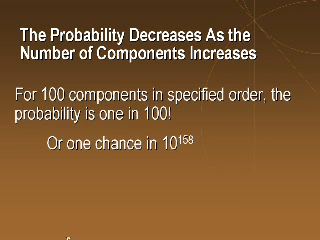 The Probability Decreases As the
Number of Components Increases
For 100 components in specified order, the
probability is one in 100!
Or one chance in 10¹⁵⁸